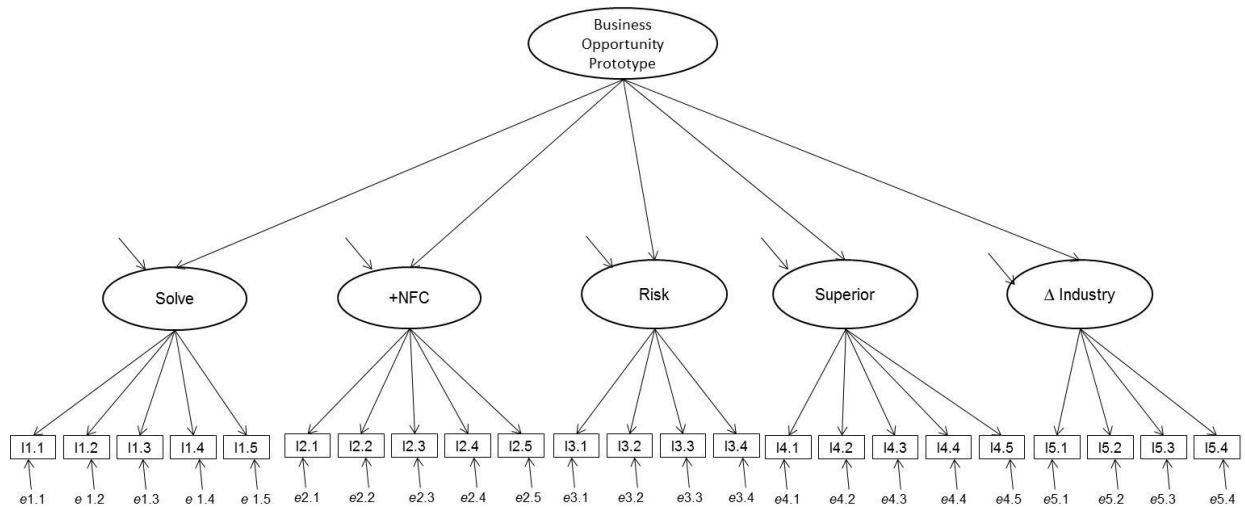 Business
Opportunity
Prototype
Solve +NFC Risk Superior Δ Industry
I1.1 I1.2 I1.3 I1.4 I1.5 I2.1 I2.2 I2.3 I2.4 I2.5 I3.1 I3.2 I3.3 I3.4 I4.1 I4.2 I4.3 I4.4 I4.5 I5.1 I5.2 I5.3 I5.4
e1.1 e 1.2 e1.3 e 1.4 e 1.5 e2.1 e2.2 e2.3 e2.4 e2.5 e3.1 e3.2 e3.3 e3.4 e4.1 e4.2 e4.3 e4.4 e4.5 e5.1 e5.2 e5.3 e5.4